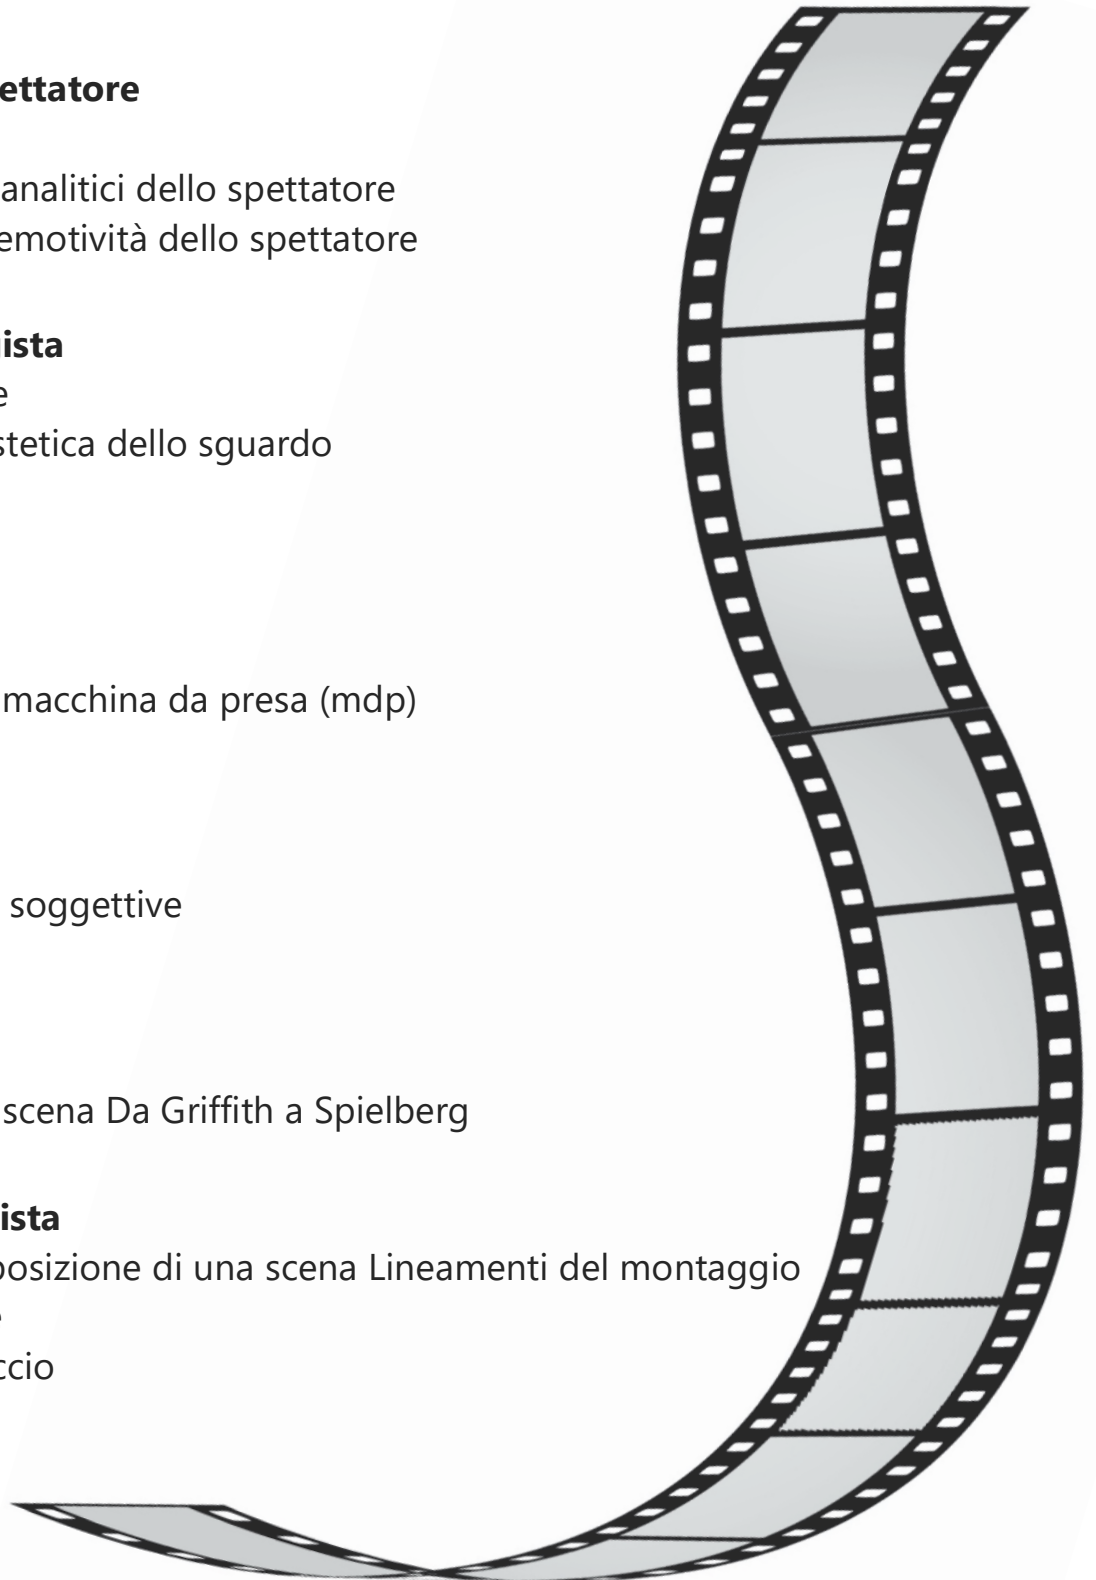 ettatore
analitici dello spettatore
emotività dello spettatore
ista
e
stetica dello sguardo
macchina da presa (mdp)
soggettive
scena Da Griffith a Spielberg
ista
posizione di una scena Lineamenti del montaggio
ccio